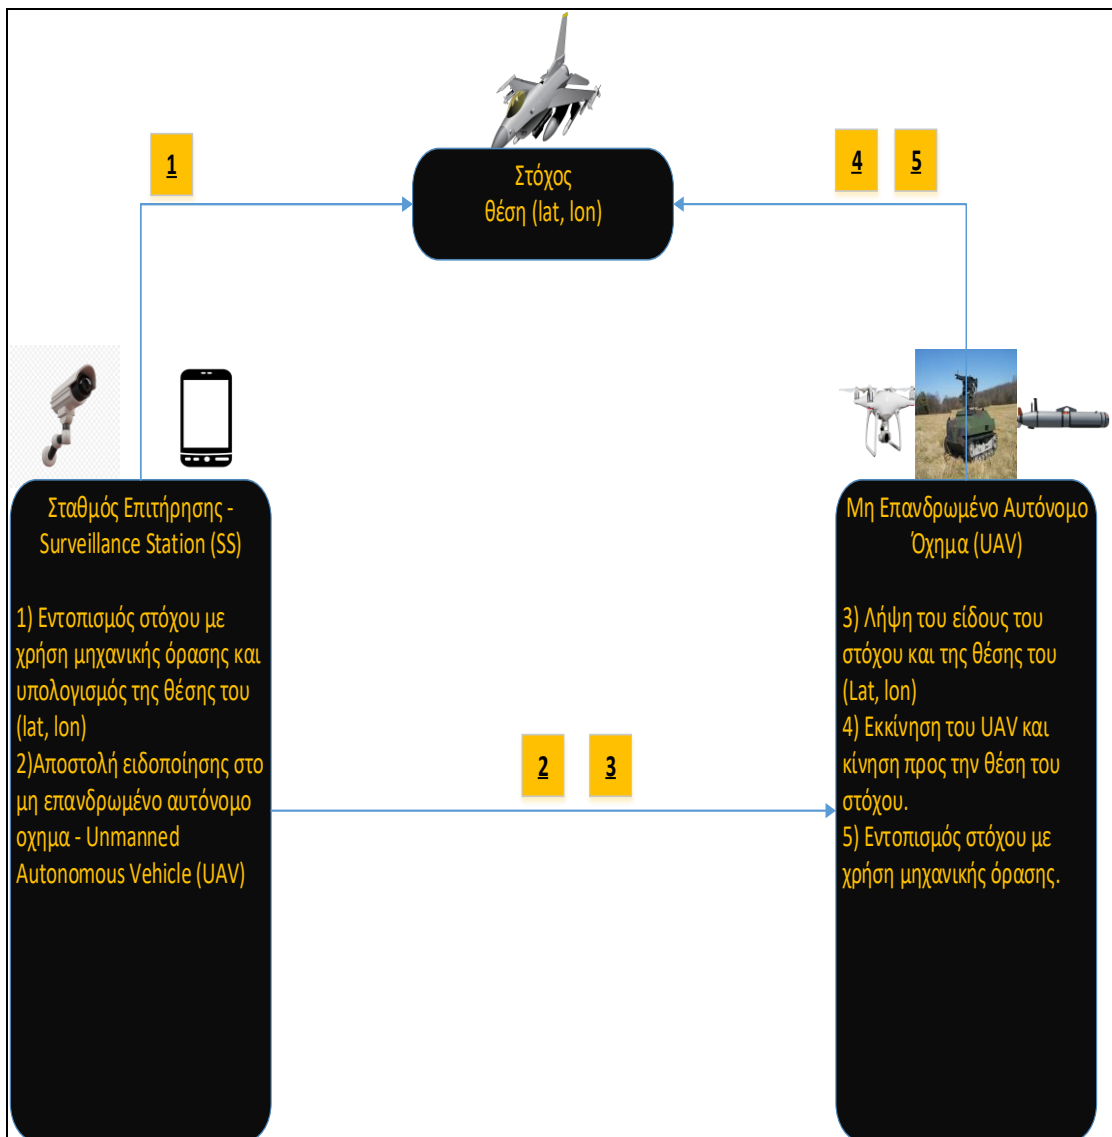 1
4
5
Στόχος
θέση (lat, lon)
Σταθμός Επιτήρησης -
Surveillance Station (SS)
1) Εντοπισμός στόχου με
χρήση μηχανικής όρασης και
υπολογισμός της θέσης του
(lat, lon)
2)Αποστολή ειδοποίησης στο
μη επανδρωμένο αυτόνομο
οχημα - Unmanned
Autonomous Vehicle (UAV)
2
3
Μη Επανδρωμένο Αυτόνομο
Όχημα (UAV)
3) Λήψη του είδους του
στόχου και της θέσης του
(Lat, lon)
4) Εκκίνηση του UAV και
κίνηση προς την θέση του
στόχου.
5) Εντοπισμός στόχου με
χρήση μηχανικής όρασης.